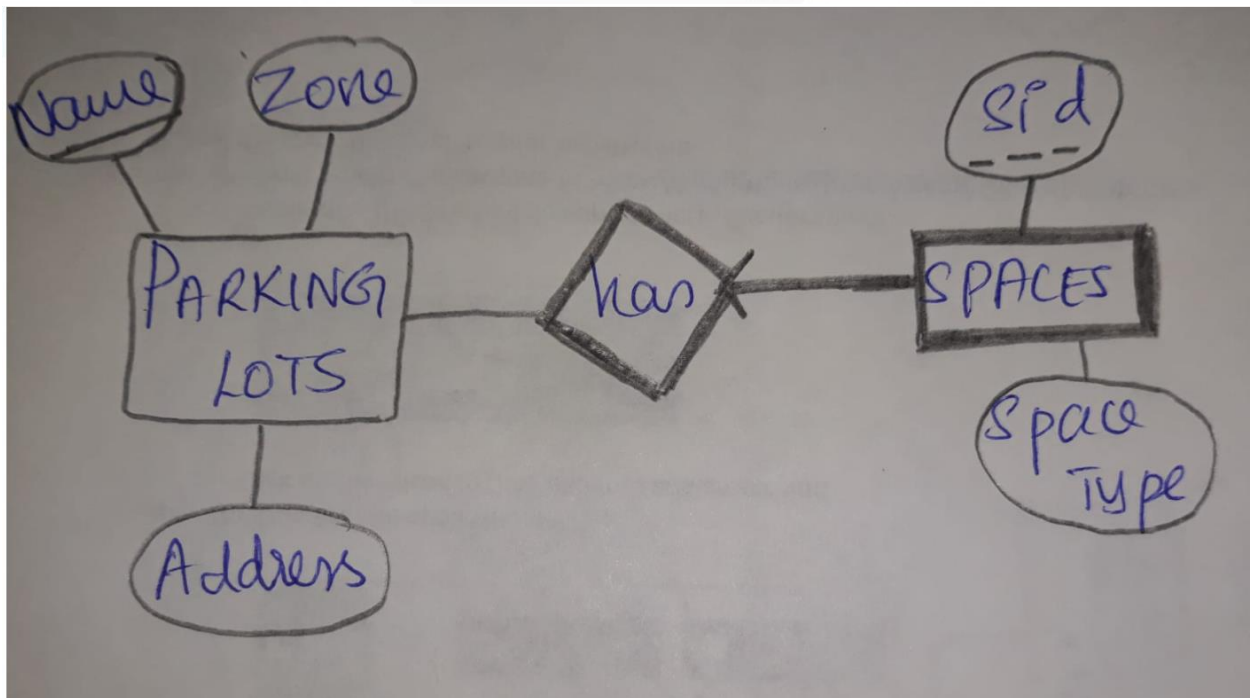 Name
Zone
Sid
PARKING
LOTS
has
SPACES
Space
Type
Address